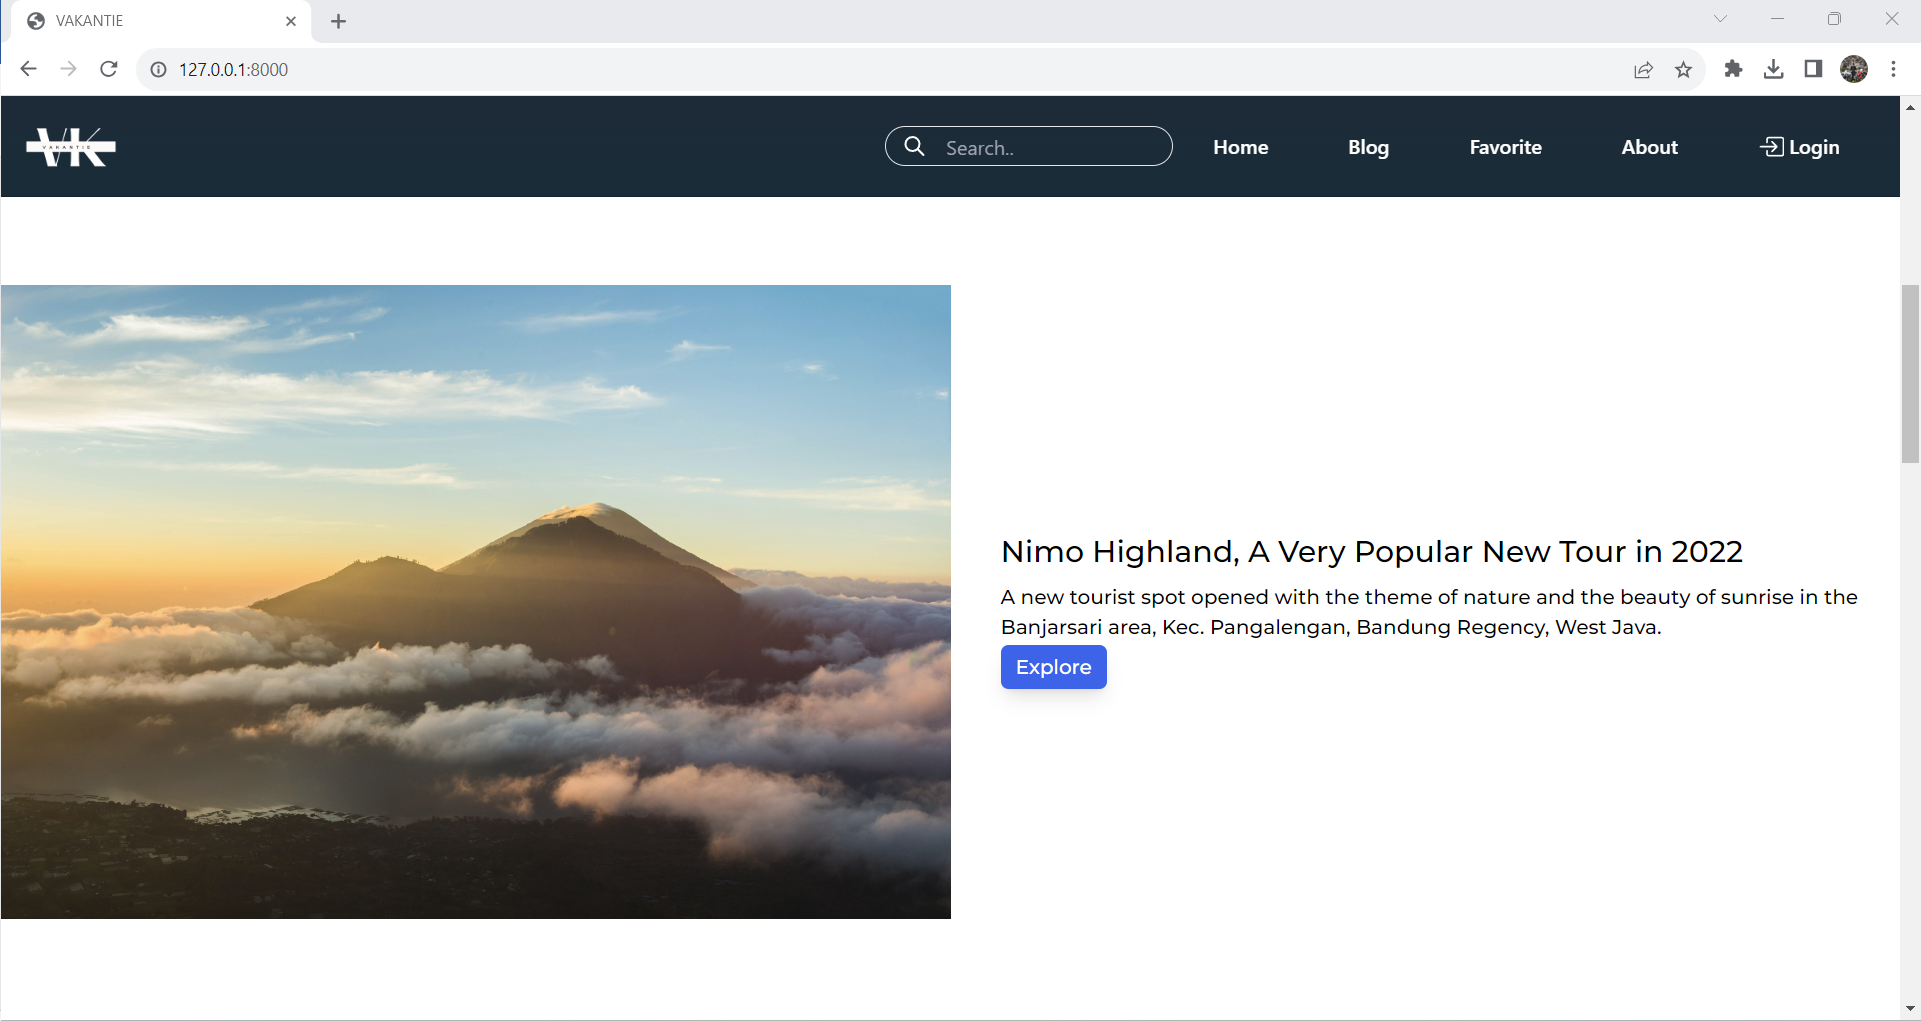 VAKANTIE
127.0.0.1:8000
VK
VAKANTIE
Search..
Home
Blog
Favorite
About
Login
Nimo Highland, A Very Popular New Tour in 2022
A new tourist spot opened with the theme of nature and the beauty of sunrise in the
Banjarsari area, Kec. Pangalengan, Bandung Regency, West Java.
Explore